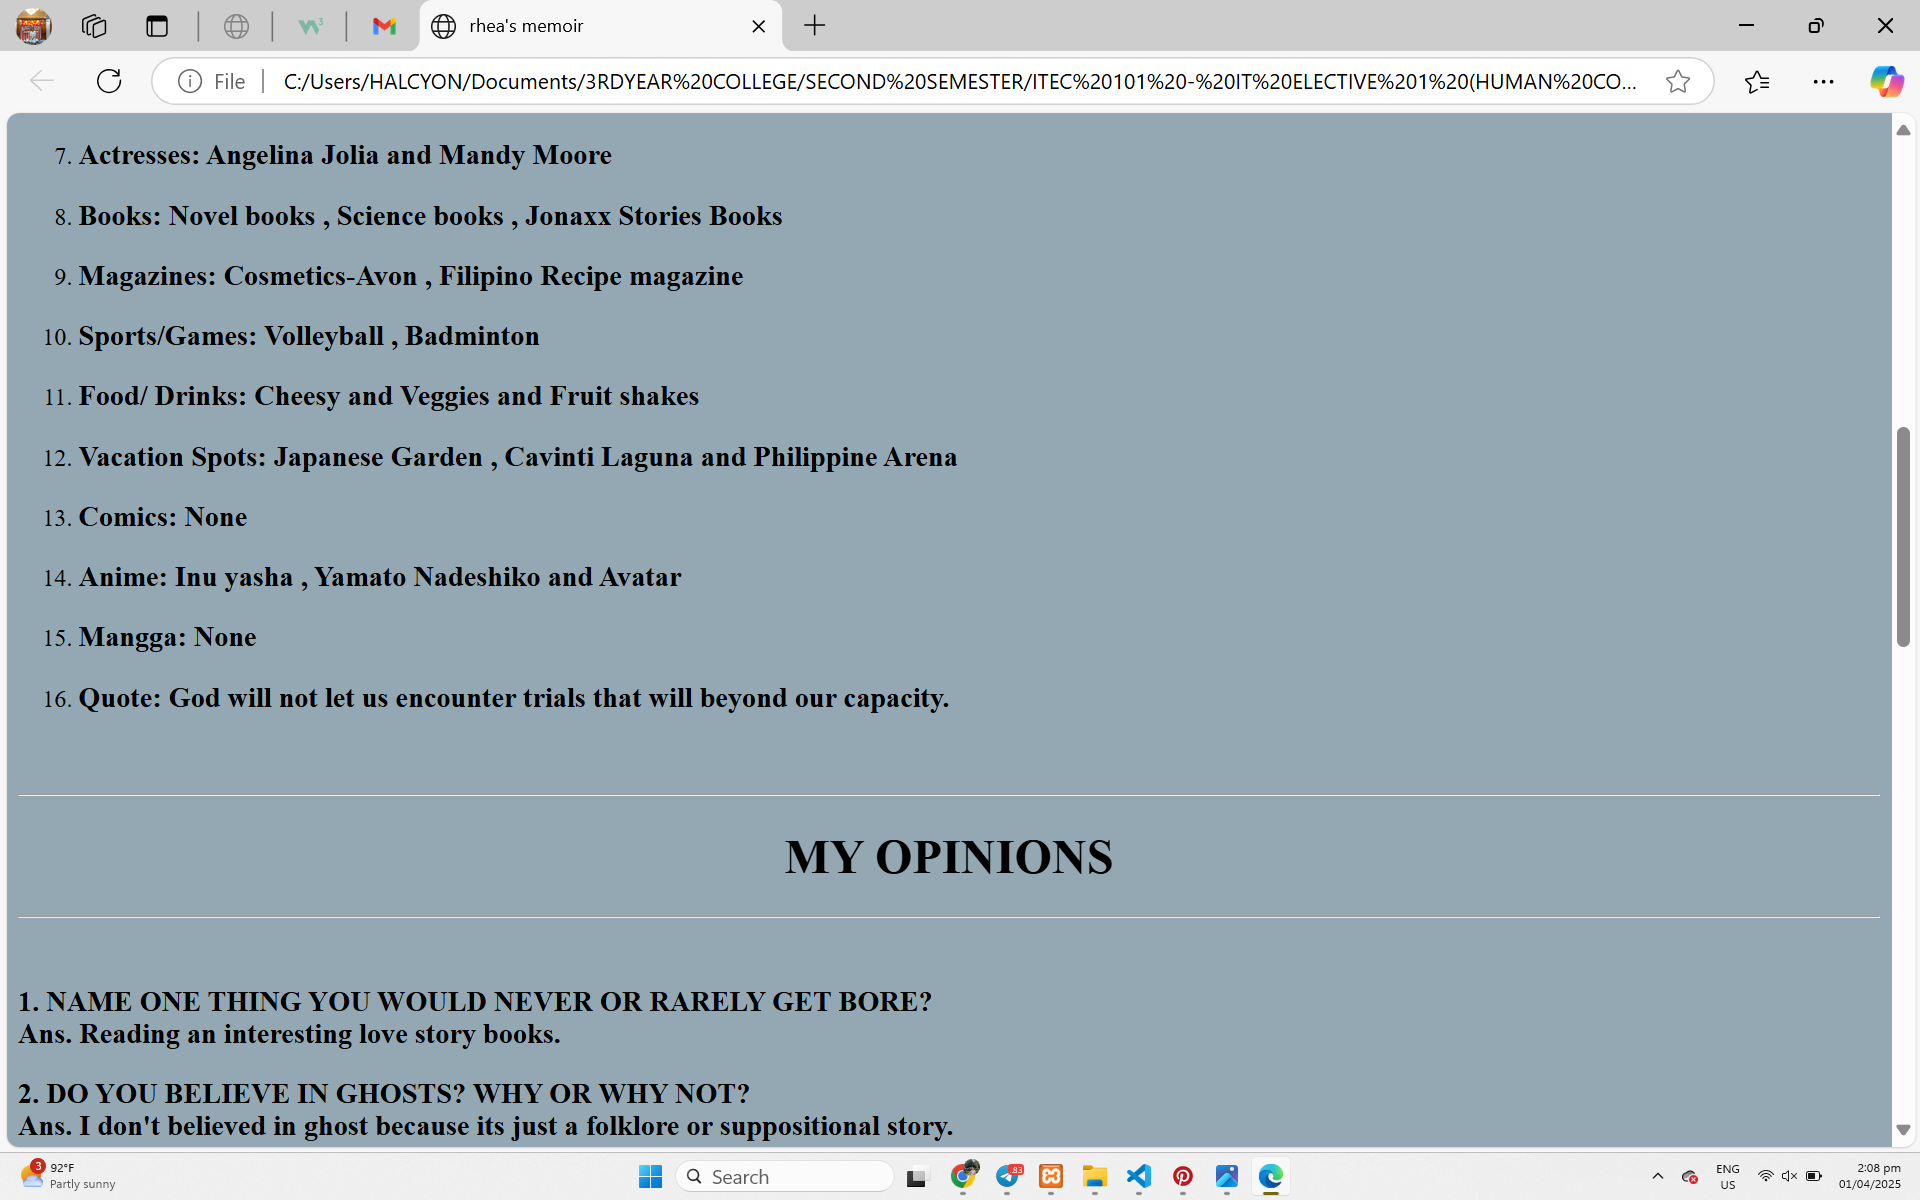 rhea's memoir
File
C:/Users/HALCYON/Documents/3RDYEAR%20COLLEGE/SECOND%20SEMESTER/ITEC%20101%20-%20IT%20ELECTIVE%201%20(HUMAN%20CO...
7. Actresses: Angelina Jolia and Mandy Moore
8. Books: Novel books , Science books , Jonaxx Stories Books
9. Magazines: Cosmetics-Avon , Filipino Recipe magazine
10. Sports/Games: Volleyball , Badminton
11. Food/ Drinks: Cheesy and Veggies and Fruit shakes
12. Vacation Spots: Japanese Garden , Cavinti Laguna and Philippine Arena
13. Comics: None
14. Anime: Inu yasha , Yamato Nadeshiko and Avatar
15. Mangga: None
16. Quote: God will not let us encounter trials that will beyond our capacity.
MY OPINIONS
1. NAME ONE THING YOU WOULD NEVER OR RARELY GET BORE?
Ans. Reading an interesting love story books.
2. DO YOU BELIEVE IN GHOSTS? WHY OR WHY NOT?
Ans. I don't believed in ghost because its just a folklore or suppositional story.
3
92°F
Partly sunny
Search
83
ENG
US
2:08 pm
01/04/2025